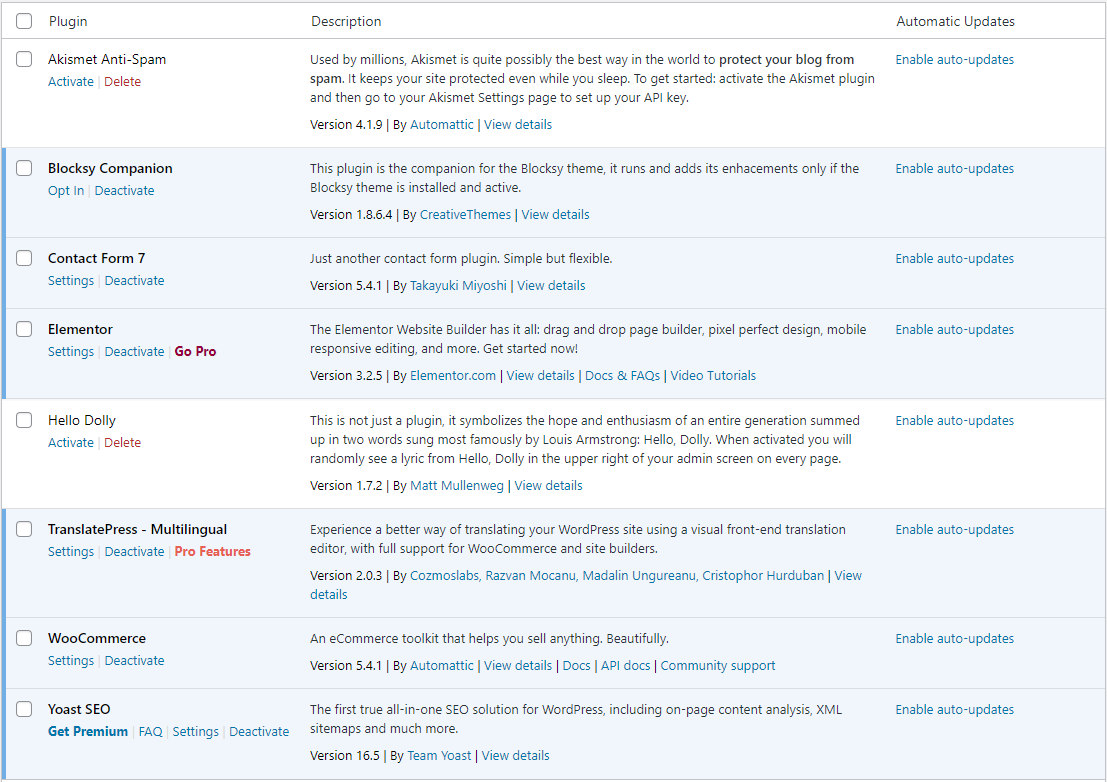 Plugin Description Automatic Updates
Akismet Anti-Spam Used by millions, Akismet is quite possibly the best way in the world to protect your blog from Enable auto-updates
Activate | Delete spam. It keeps your site protected even while you sleep. To get started: activate the Akismet plugin
and then go to your Akismet Settings page to set up your API key.
Version 4.1.9 | By Automattic | View details
Blocksy Companion This plugin is the companion for the Blocksy theme, it runs and adds its enhacements only if the Enable auto-updates
Opt In | Deactivate Blocksy theme is installed and active.
Version 1.8.6.4 | By CreativeThemes | View details
Contact Form 7 Just another contact form plugin. Simple but flexible. Enable auto-updates
Settings | Deactivate Version 5.4.1 | By Takayuki Miyoshi | View details
Elementor The Elementor Website Builder has it all: drag and drop page builder, pixel perfect design, mobile Enable auto-updates
Settings | Deactivate | Go Pro responsive editing, and more. Get started now!
Version 3.2.5 | By Elementor.com | View details | Docs & FAQs | Video Tutorials
Hello Dolly This is not just a plugin, it symbolizes the hope and enthusiasm of an entire generation summed Enable auto-updates
Activate | Delete up in two words sung most famously by Louis Armstrong: Hello, Dolly. When activated you will
randomly see a lyric from Hello, Dolly in the upper right of your admin screen on every page.
Version 1.7.2 | By Matt Mullenweg | View details
TranslatePress - Multilingual Experience a better way of translating your WordPress site using a visual front-end translation Enable auto-updates
Settings | Deactivate | Pro Features editor, with full support for WooCommerce and site builders.
Version 2.0.3 | By Cozmoslabs, Razvan Mocanu, Madalin Ungureanu, Cristophor Hurduban | View
details
WooCommerce An eCommerce toolkit that helps you sell anything. Beautifully. Enable auto-updates
Settings | Deactivate Version 5.4.1 | By Automattic | View details | Docs | API docs | Community support
Yoast SEO The first true all-in-one SEO solution for WordPress, including on-page content analysis, XML Enable auto-updates
Get Premium | FAQ | Settings | Deactivate sitemaps and much more.
Version 16.5 | By Team Yoast | View details